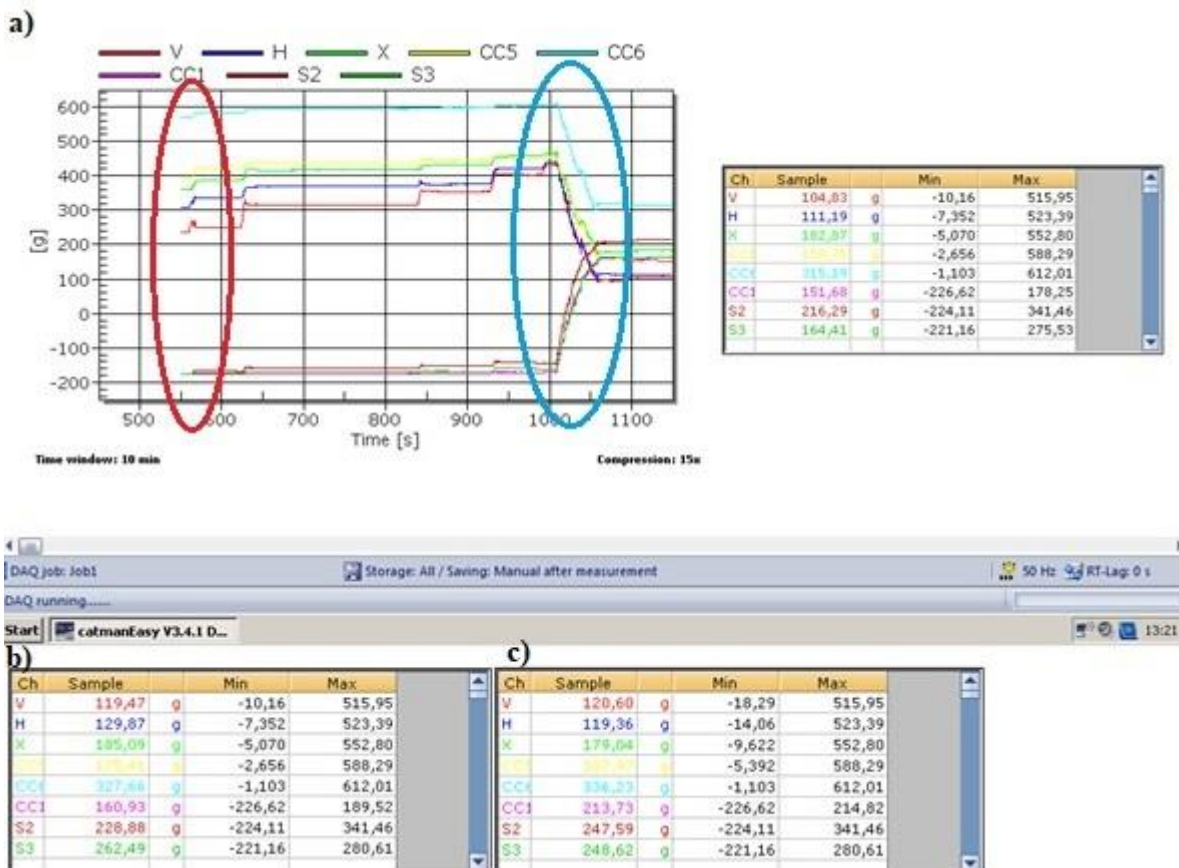 a)
V H X CC5 CC6
CC1 S2 S3
600
500
400
300
200
100
0
-100
-200
[g]
500 600 700 800 900 1000 1100
Time [s]
Time window: 10 min Compression: 15x
Ch Sample Min Max
V 104,83 g -10,16 515,95
H 111,19 g -7,352 523,39
X 182,87 g -5,070 552,80
g -2,656 588,29
CC6 315,19 g -1,103 612,01
CC1 151,68 g -226,62 178,25
S2 216,29 g -224,11 341,46
S3 164,41 g -221,16 275,53
DAQ job: Job1 Storage: All / Saving: Manual after measurement 50 Hz RT-Lag: 0 s
DAQ running......
Start catmanEasy V3.4.1 D... 13:21
b)
Ch Sample Min Max
V 119,47 g -10,16 515,95
H 129,87 g -7,352 523,39
X 185,09 g -5,070 552,80
-2,656 588,29
CC6 327,66 g -1,103 612,01
CC1 160,93 g -226,62 189,52
S2 228,88 g -224,11 341,46
S3 262,49 g -221,16 280,61
c)
Ch Sample Min Max
V 120,60 g -18,29 515,95
H 119,36 g -14,06 523,39
X 179,04 g -9,622 552,80
-5,392 588,29
CC6 336,23 g -1,103 612,01
CC1 213,73 g -226,62 214,82
S2 247,59 g -224,11 341,46
S3 248,62 g -221,16 280,61